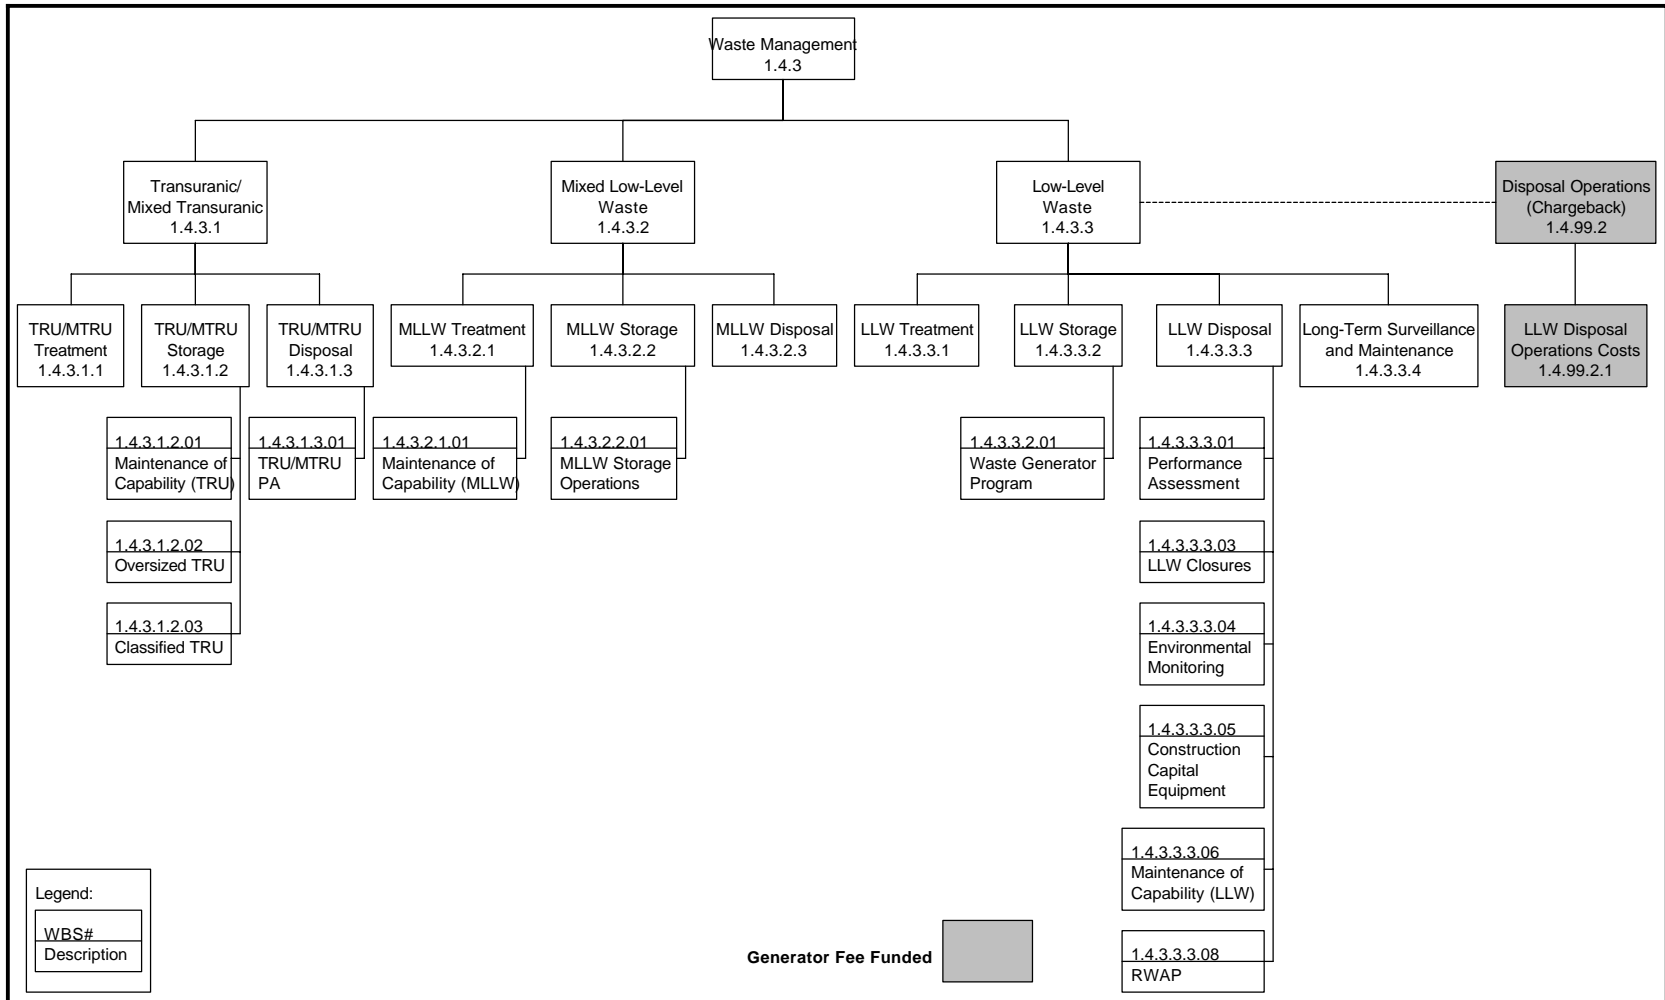 Waste Management
1.4.3
Transuranic/
Mixed Transuranic
1.4.3.1
Mixed Low-Level
Waste
1.4.3.2
Low-Level
Waste
1.4.3.3
Disposal Operations
(Chargeback)
1.4.99.2
TRU/MTRU
Treatment
1.4.3.1.1
TRU/MTRU
Storage
1.4.3.1.2
TRU/MTRU
Disposal
1.4.3.1.3
MLLW Treatment
1.4.3.2.1
MLLW Storage
1.4.3.2.2
MLLW Disposal
1.4.3.2.3
LLW Treatment
1.4.3.3.1
LLW Storage
1.4.3.3.2
LLW Disposal
1.4.3.3.3
Long-Term Surveillance
and Maintenance
1.4.3.3.4
LLW Disposal
Operations Costs
1.4.99.2.1
1.4.3.1.2.01
Maintenance of
Capability (TRU)
1.4.3.1.3.01
TRU/MTRU
PA
1.4.3.2.1.01
Maintenance of
Capability (MLLW)
1.4.3.2.2.01
MLLW Storage
Operations
1.4.3.3.2.01
Waste Generator
Program
1.4.3.3.3.01
Performance
Assessment
1.4.3.1.2.02
Oversized TRU
1.4.3.3.3.03
LLW Closures
1.4.3.1.2.03
Classified TRU
1.4.3.3.3.04
Environmental
Monitoring
1.4.3.3.3.05
Construction
Capital
Equipment
1.4.3.3.3.06
Maintenance of
Capability (LLW)
1.4.3.3.3.08
RWAP
Legend:
WBS#
Description
Generator Fee Funded